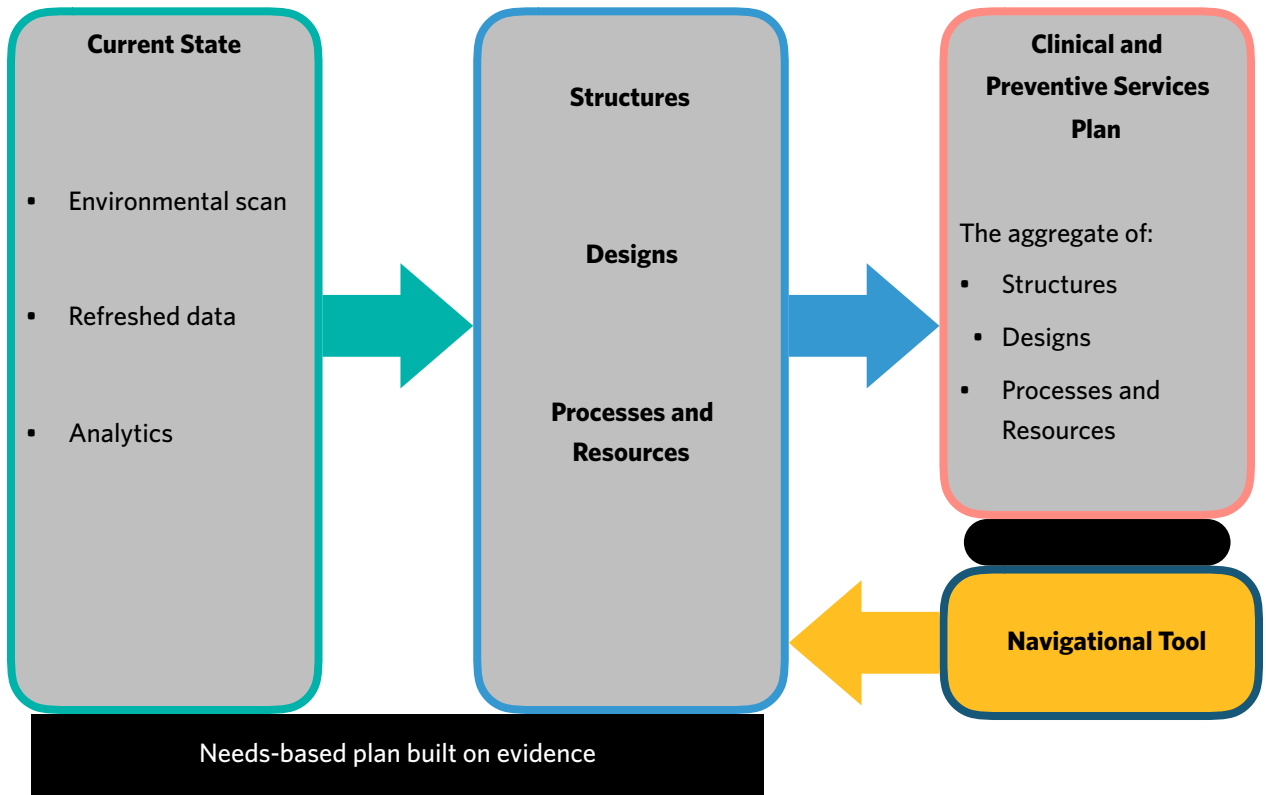 Current State
▪ Environmental scan
▪ Refreshed data
▪ Analytics
Structures
Designs
Processes and
Resources
Clinical and
Preventive Services
Plan
The aggregate of:
▪ Structures
▪ Designs
▪ Processes and
Resources
Navigational Tool
Needs-based plan built on evidence